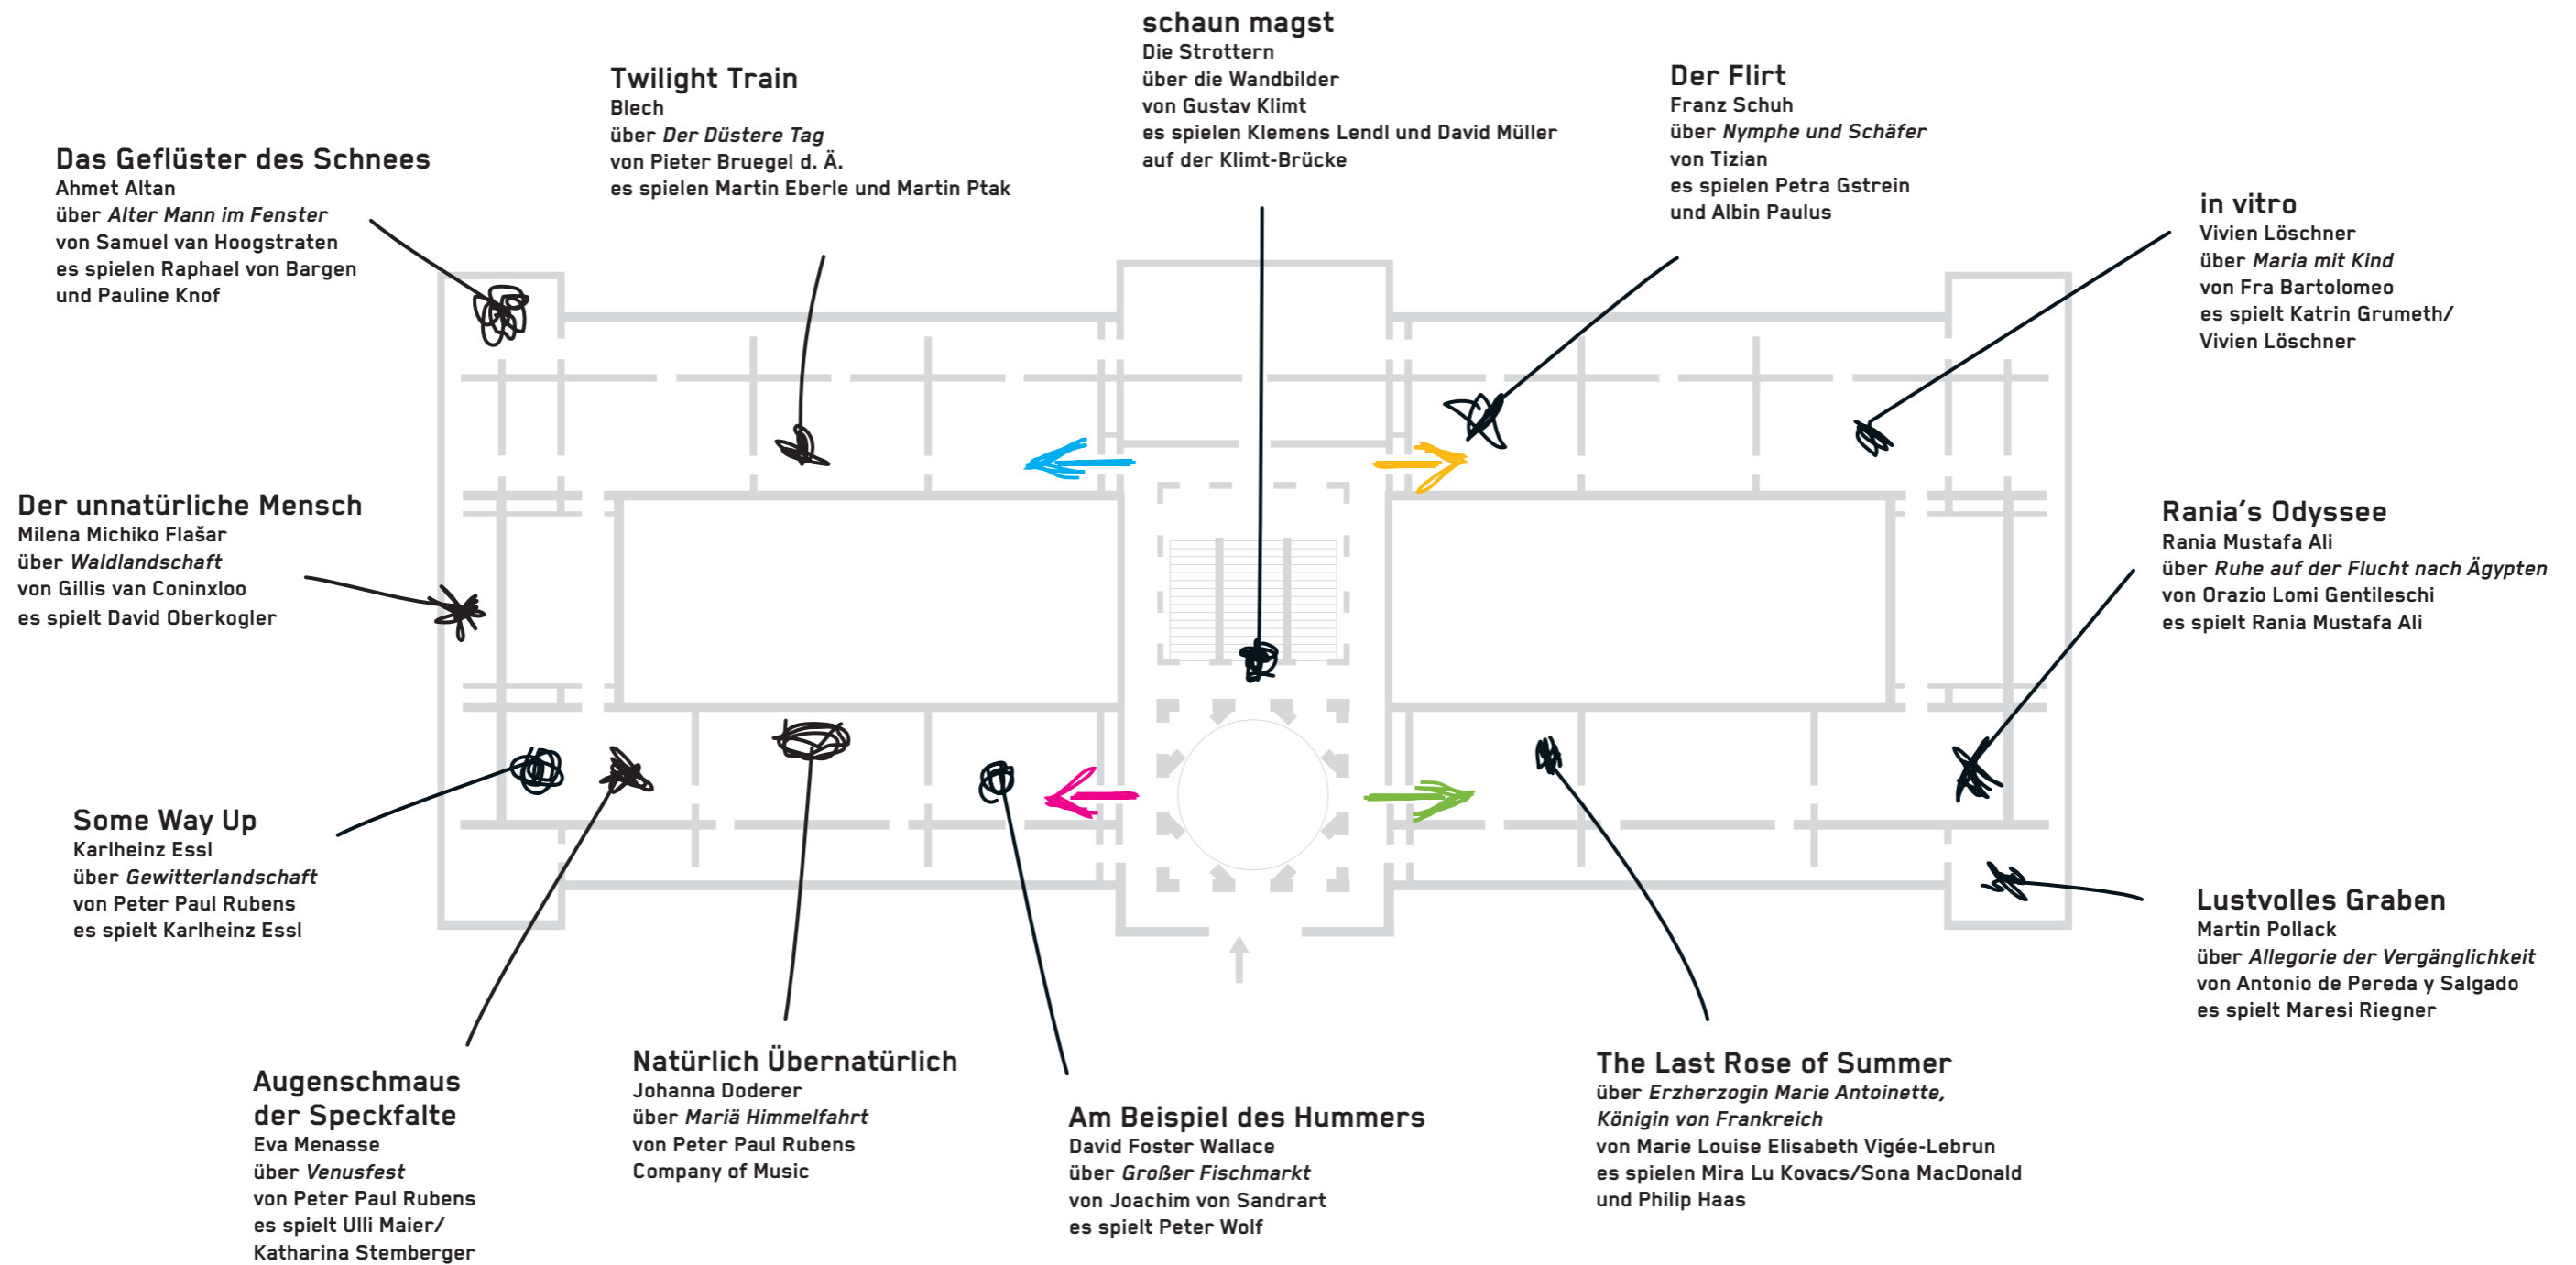 schaun magst
Die Strottern
über die Wandbilder
von Gustav Klimt
es spielen Klemens Lendl und David Müller
auf der Klimt-Brücke
Twilight Train
Blech
über Der Düstere Tag
von Pieter Bruegel d. Ä.
es spielen Martin Eberle und Martin Ptak
Der Flirt
Franz Schuh
über Nymphe und Schäfer
von Tizian
es spielen Petra Gstrein
und Albin Paulus
Das Geflüster des Schnees
Ahmet Altan
über Alter Mann im Fenster
von Samuel van Hoogstraten
es spielen Raphael von Bargen
und Pauline Knof
in vitro
Vivien Löschner
über Maria mit Kind
von Fra Bartolomeo
es spielt Katrin Grumeth/
Vivien Löschner
Der unnatürliche Mensch
Milena Michiko Flašar
über Waldlandschaft
von Gillis van Coninxloo
es spielt David Oberkogler
Rania’s Odyssee
Rania Mustafa Ali
über Ruhe auf der Flucht nach Ägypten
von Orazio Lomi Gentileschi
es spielt Rania Mustafa Ali
Some Way Up
Karlheinz Essl
über Gewitterlandschaft
von Peter Paul Rubens
es spielt Karlheinz Essl
Lustvolles Graben
Martin Pollack
über Allegorie der Vergänglichkeit
von Antonio de Pereda y Salgado
es spielt Maresi Riegner
Augenschmaus
der Speckfalte
Eva Menasse
über Venusfest
von Peter Paul Rubens
es spielt Ulli Maier/
Katharina Stemberger
Natürlich Übernatürlich
Johanna Doderer
über Mariä Himmelfahrt
von Peter Paul Rubens
Company of Music
Am Beispiel des Hummers
David Foster Wallace
über Großer Fischmarkt
von Joachim von Sandrart
es spielt Peter Wolf
The Last Rose of Summer
über Erzherzogin Marie Antoinette,
Königin von Frankreich
von Marie Louise Elisabeth Vigée-Lebrun
es spielen Mira Lu Kovacs/Sona MacDonald
und Philip Haas